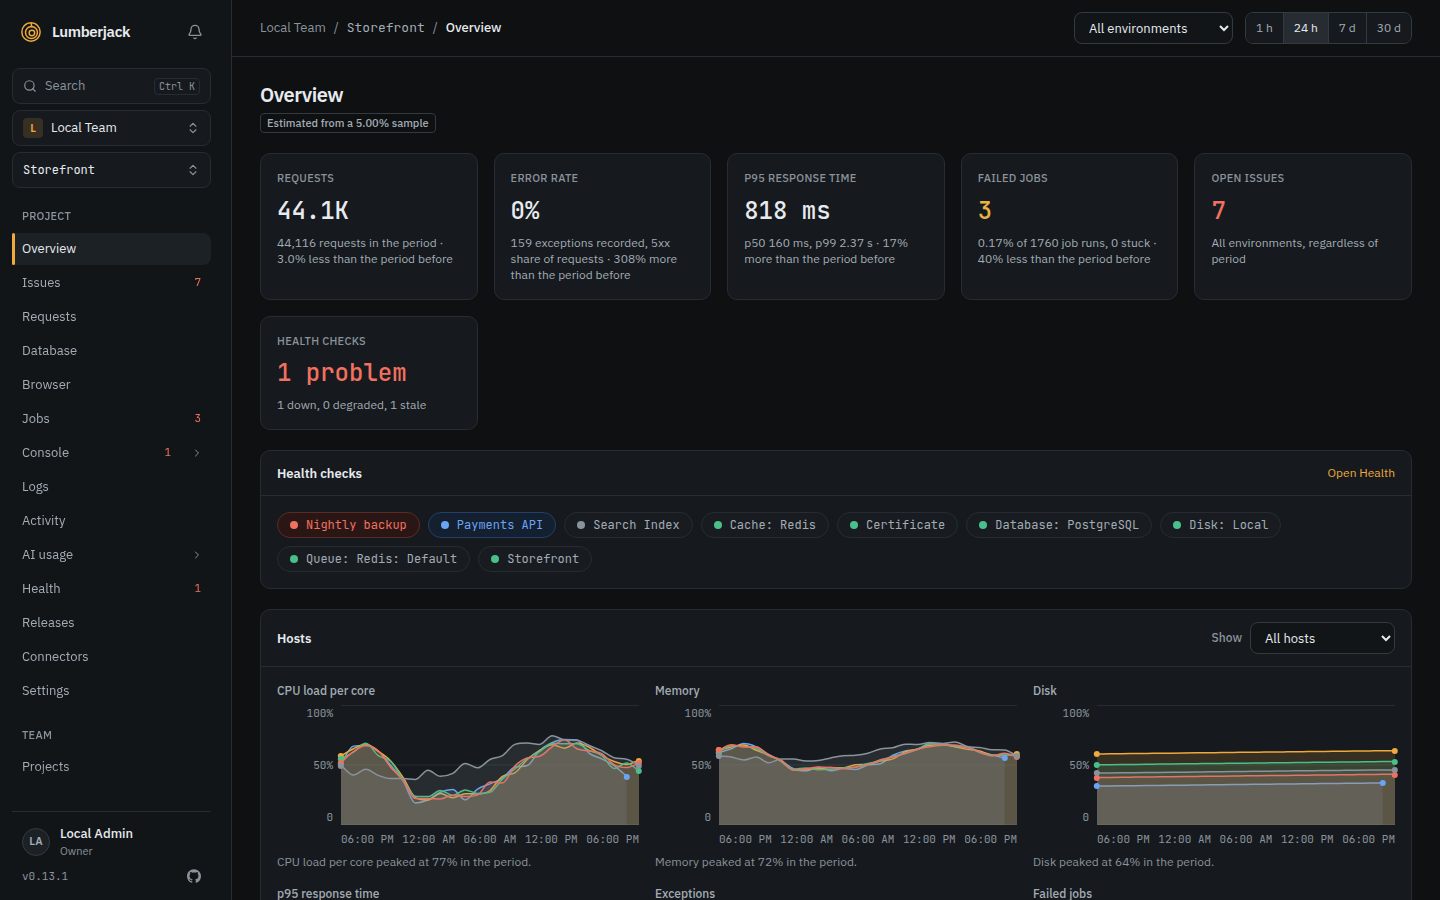 Lumberjack
Search
Ctrl K
L
Local Team
Storefront
PROJECT
Overview
Issues 7
Requests
Database
Browser
Jobs 3
Console 1
Logs
Activity
AI usage
Health 1
Releases
Connectors
Settings
TEAM
Projects
LA
Local Admin
Owner
v0.13.1
Local Team / Storefront / Overview
All environments
1 h 24 h 7 d 30 d
Overview
Estimated from a 5.00% sample
REQUESTS
44.1K
44,116 requests in the period ·
3.0% less than the period before
ERROR RATE
0%
159 exceptions recorded, 5xx
share of requests · 308% more
than the period before
P95 RESPONSE TIME
818 ms
p50 160 ms, p99 2.37 s · 17%
more than the period before
FAILED JOBS
3
0.17% of 1760 job runs, 0 stuck ·
40% less than the period before
OPEN ISSUES
7
All environments, regardless of
period
HEALTH CHECKS
1 problem
1 down, 0 degraded, 1 stale
Health checks
Open Health
Nightly backup
Payments API
Search Index
Cache: Redis
Certificate
Database: PostgreSQL
Disk: Local
Queue: Redis: Default
Storefront
Hosts
Show
All hosts
CPU load per core
100%
50%
0
06:00 PM 12:00 AM 06:00 AM 12:00 PM 06:00 PM
CPU load per core peaked at 77% in the period.
Memory
100%
50%
0
06:00 PM 12:00 AM 06:00 AM 12:00 PM 06:00 PM
Memory peaked at 72% in the period.
Disk
100%
50%
0
06:00 PM 12:00 AM 06:00 AM 12:00 PM 06:00 PM
Disk peaked at 64% in the period.
p95 response time
Exceptions
Failed jobs